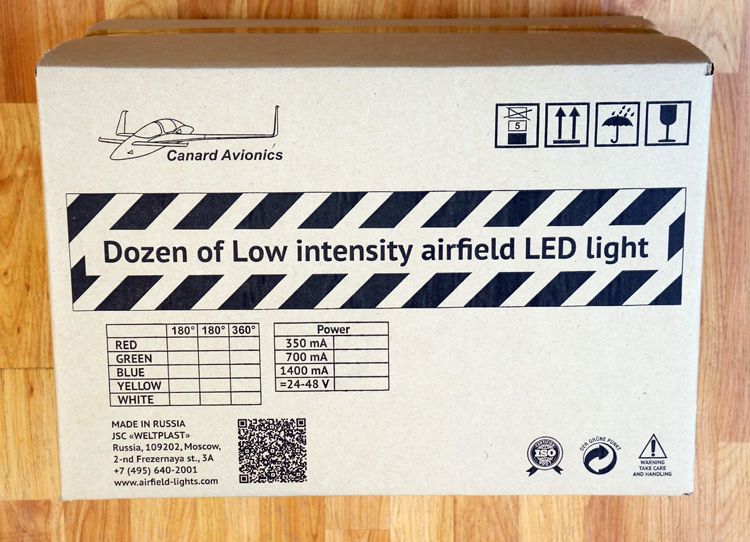 Canard Avionics
5
Dozen of Low intensity airfield LED light
180° 180° 360°
RED
GREEN
BLUE
YELLOW
WHITE
Power
350 mA
700 mA
1400 mA
=24-48 V
MADE IN RUSSIA
JSC «WELTPLAST»
Russia, 109202, Moscow,
2-nd Frezernaya st., 3A
+7 (495) 640-2001
www.airfield-lights.com
CERTIFIED
ISO
DER GRÜNE PUNKT
WARNING
TAKE CARE
AND HANDLING